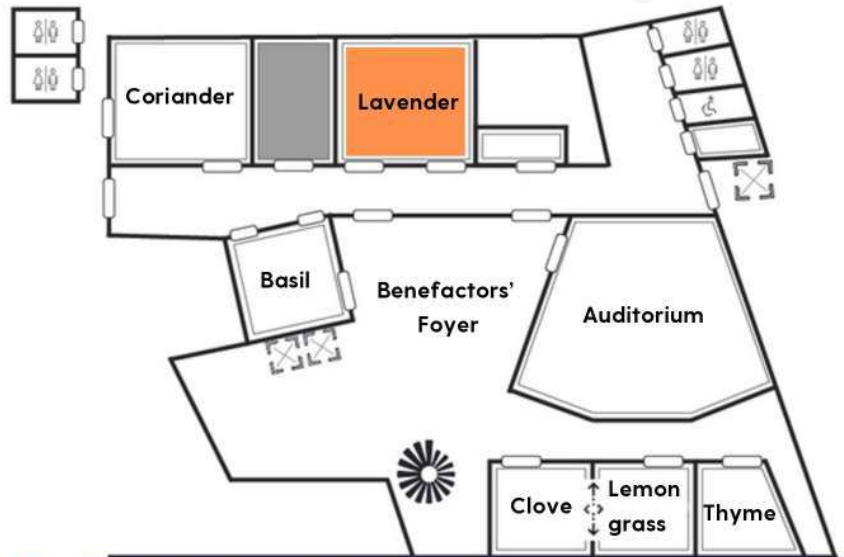 Coriander
Lavender
Basil
Benefactors'
Foyer
Auditorium
Clove
Lemon
grass
Thyme